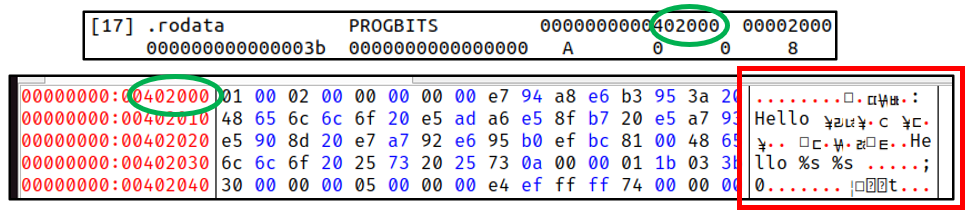 [17] .rodata PROGBITS 0000000000402000 00002000
000000000000003b 0000000000000000 A 0 0 8
00000000:00402000 01 00 02 00 00 00 00 00 e7 94 a8 e6 b3 95 3a 20 ........
00000000:00402010 48 65 6c 6c 6f 20 e5 ad a6 e5 8f b7 20 e5 a7 93 Hello
00000000:00402020 e5 90 8d 20 e7 a7 92 e6 95 b0 ef bc 81 00 48 65 ..He
00000000:00402030 6c 6c 6f 20 25 73 20 25 73 0a 00 00 01 1b 03 3b llo %s %s .....;
00000000:00402040 30 00 00 00 05 00 00 00 e4 ef ff ff 74 00 00 00 0....... t...